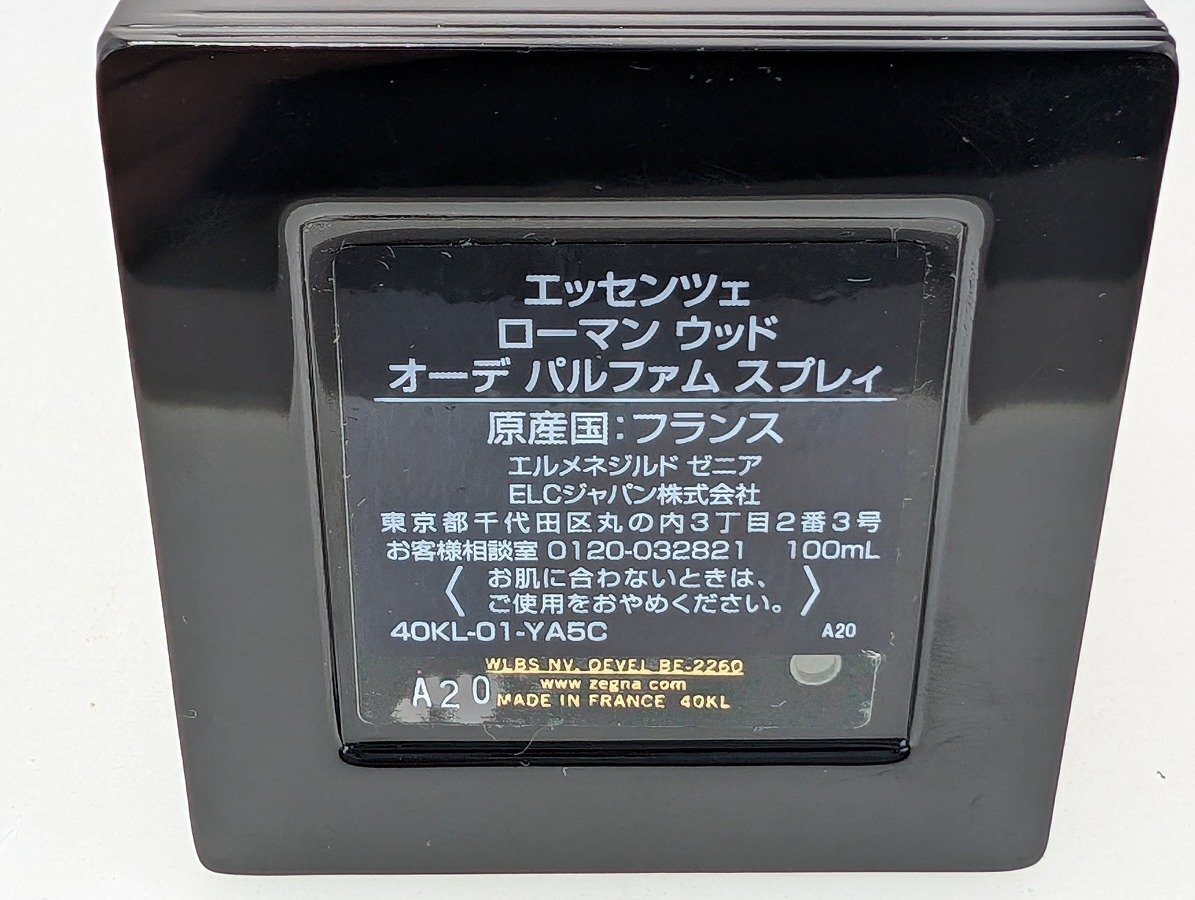 エッセンツェ
ローマン ウッド
オーデ パルファム スプレィ
原産国:フランス
エルメネジルド ゼニア
ELCジャパン株式会社
東京都千代田区丸の内3丁目2番3号
お客様相談室 0120-032821 100mL
〈 お肌に合わないときは、
ご使用をおやめください。〉
40KL-01-YA5C A20
WLBS NV, OEVEL BE-2260
www zegna com
A20 MADE IN FRANCE 40KL